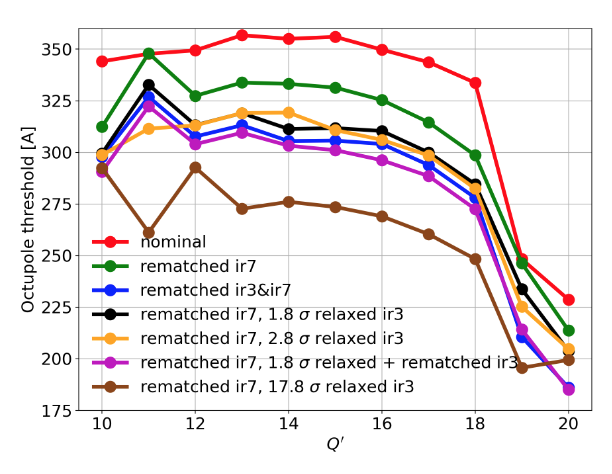 350
325
300
275
250
225
200
175
Octupole threshold [A]
nominal
rematched ir7
rematched ir3&ir7
rematched ir7, 1.8 σ relaxed ir3
rematched ir7, 2.8 σ relaxed ir3
rematched ir7, 1.8 σ relaxed + rematched ir3
rematched ir7, 17.8 σ relaxed ir3
10 12 14 16 18 20
Q′